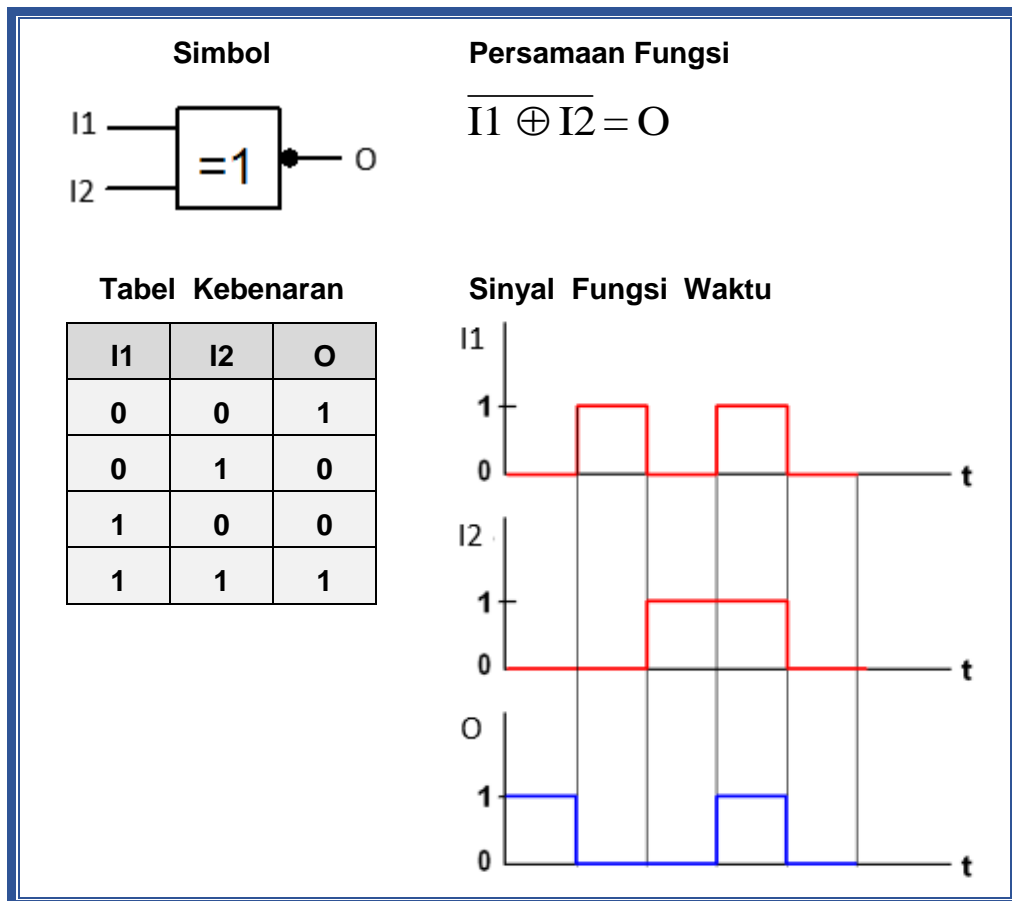 Simbol
Persamaan Fungsi
I1
I2
=1
O
I1 ⊕ I2 = O
Tabel Kebenaran
I1 I2 O
0 0 1
0 1 0
1 0 0
1 1 1
Sinyal Fungsi Waktu
I1
1
0
t
I2
1
0
t
O
1
0
t